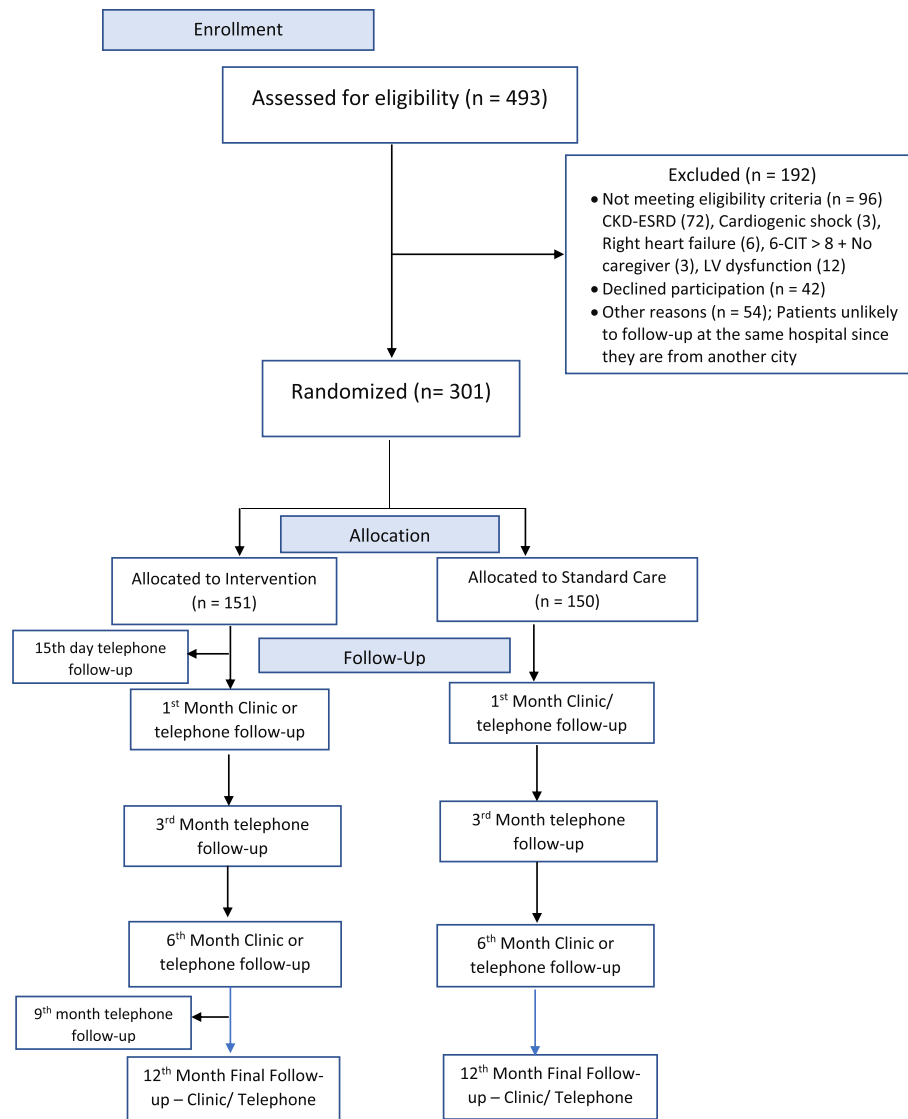 Enrollment
Assessed for eligibility (n = 493)
Excluded (n = 192)
• Not meeting eligibility criteria (n = 96)
CKD-ESRD (72), Cardiogenic shock (3),
Right heart failure (6), 6-CIT > 8 + No
caregiver (3), LV dysfunction (12)
• Declined participation (n = 42)
• Other reasons (n = 54); Patients unlikely
to follow-up at the same hospital since
they are from another city
Randomized (n= 301)
Allocation
Allocated to Intervention
(n = 151)
Allocated to Standard Care
(n = 150)
15th day telephone
follow-up
Follow-Up
1st Month Clinic or
telephone follow-up
1st Month Clinic/
telephone follow-up
3rd Month telephone
follow-up
3rd Month telephone
follow-up
6th Month Clinic or
telephone follow-up
6th Month Clinic or
telephone follow-up
9th month telephone
follow-up
12th Month Final Follow-
up – Clinic/ Telephone
12th Month Final Follow-
up – Clinic/ Telephone